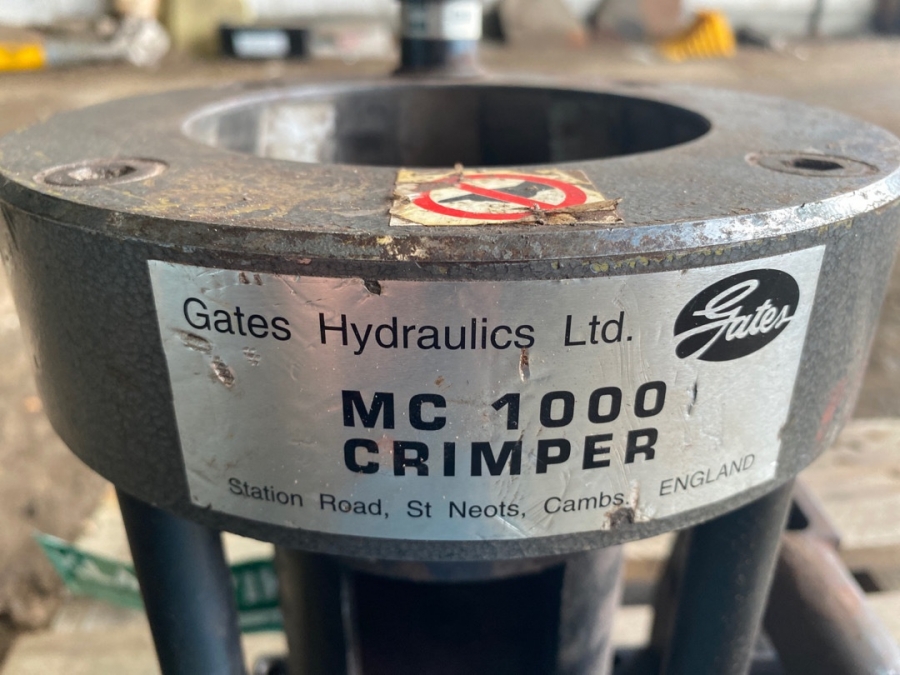 Gates Hydraulics Ltd.
Gates
MC 1000
CRIMPER
Station Road, St Neots, Cambs. ENGLAND